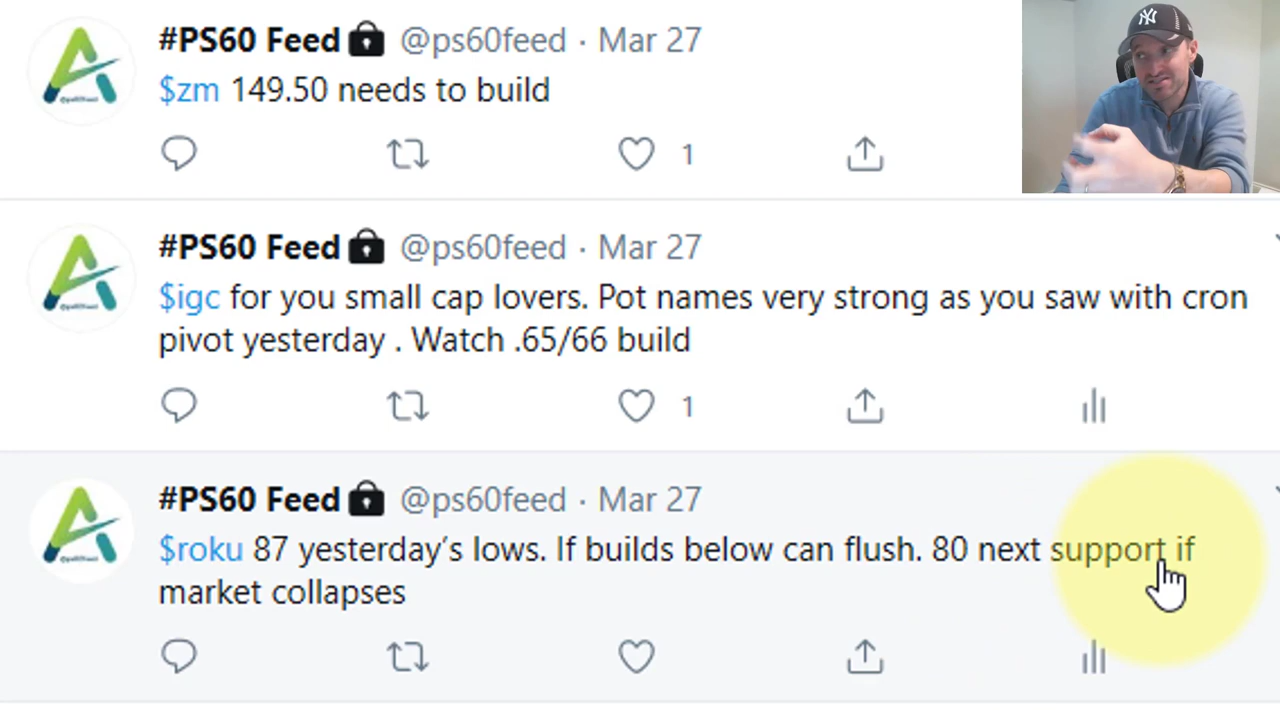 #PS60 Feed @ps60feed · Mar 27
$zm 149.50 needs to build
1
#PS60 Feed @ps60feed · Mar 27
$igc for you small cap lovers. Pot names very strong as you saw with cron
pivot yesterday . Watch .65/66 build
1
#PS60 Feed @ps60feed · Mar 27
$roku 87 yesterday's lows. If builds below can flush. 80 next support if
market collapses